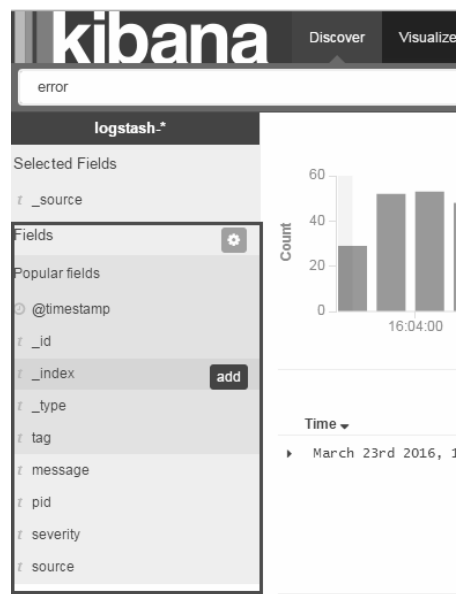 kibana
Discover Visualize
error
logstash-*
Selected Fields
t _source
Fields
Popular fields
@timestamp
t _id
t _index add
t _type
t tag
t message
t pid
t severity
t source
Count
60
40
20
0
16:04:00
Time
March 23rd 2016, 1